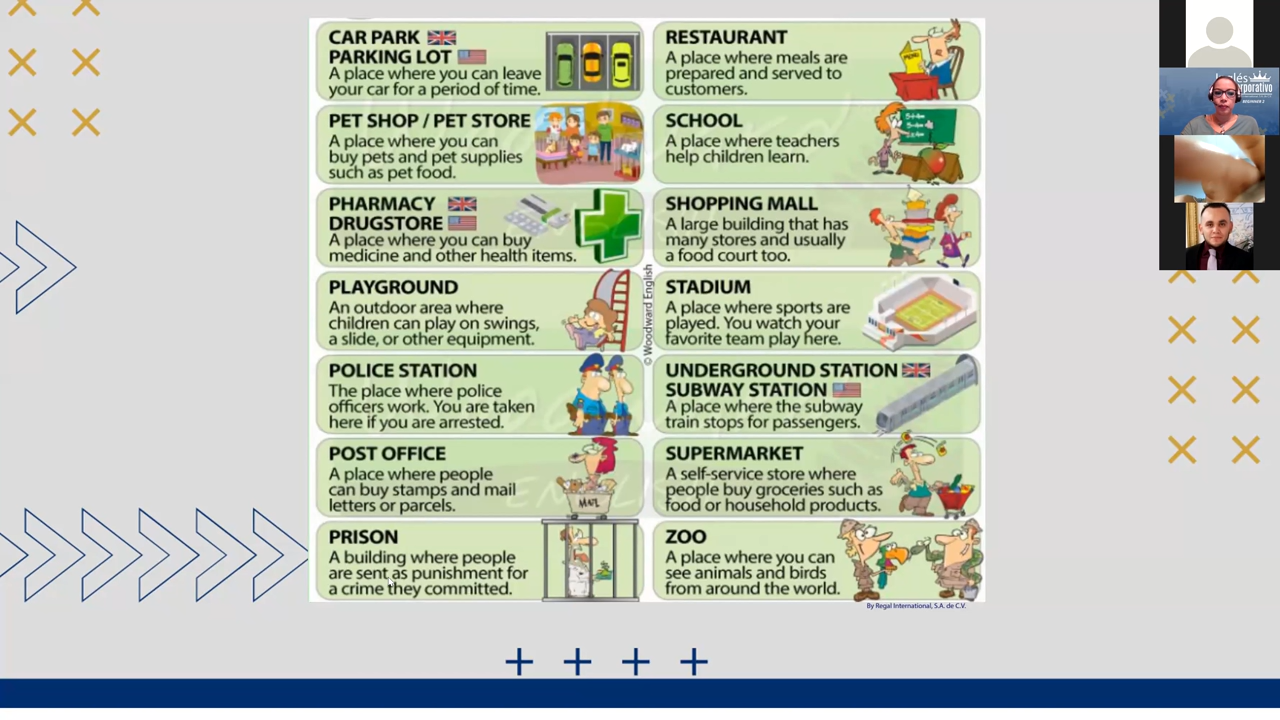 CAR PARK
PARKING LOT
A place where you can leave
your car for a period of time.
PET SHOP / PET STORE
A place where you can
buy pets and pet supplies
such as pet food.
PHARMACY
DRUGSTORE
A place where you can buy
medicine and other health items.
PLAYGROUND
An outdoor area where
children can play on swings,
a slide, or other equipment.
POLICE STATION
The place where police
officers work. You are taken
here if you are arrested.
POST OFFICE
A place where people
can buy stamps and mail
letters or parcels.
MAIL
PRISON
A building where people
are sent as punishment for
a crime they committed.
© Woodward English
RESTAURANT
A place where meals are
prepared and served to
customers.
MENU
SCHOOL
A place where teachers
help children learn.
SHOPPING MALL
A large building that has
many stores and usually
a food court too.
STADIUM
A place where sports are
played. You watch your
favorite team play here.
UNDERGROUND STATION
SUBWAY STATION
A place where the subway
train stops for passengers.
SUPERMARKET
A self-service store where
people buy groceries such as
food or household products.
ZOO
A place where you can
see animals and birds
from around the world.
By Regal International, S.A. de C.V.
Inglés
BEGINNER 2